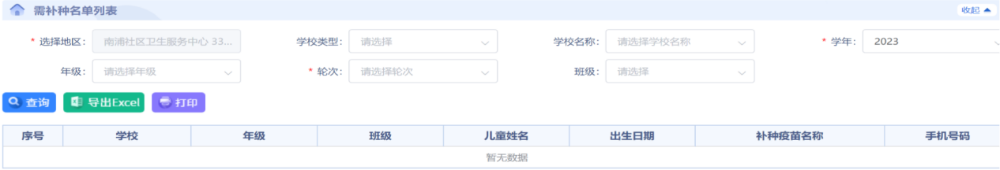 需补种名单列表 收起
* 选择地区: 南浦社区卫生服务中心 33... 学校类型: 请选择 学校名称: 请选择学校名称 * 学年: 2023
年级: 请选择年级 * 轮次: 请选择轮次 班级: 请选择
查询 导出Excel 打印
序号 学校 年级 班级 儿童姓名 出生日期 补种疫苗名称 手机号码
暂无数据